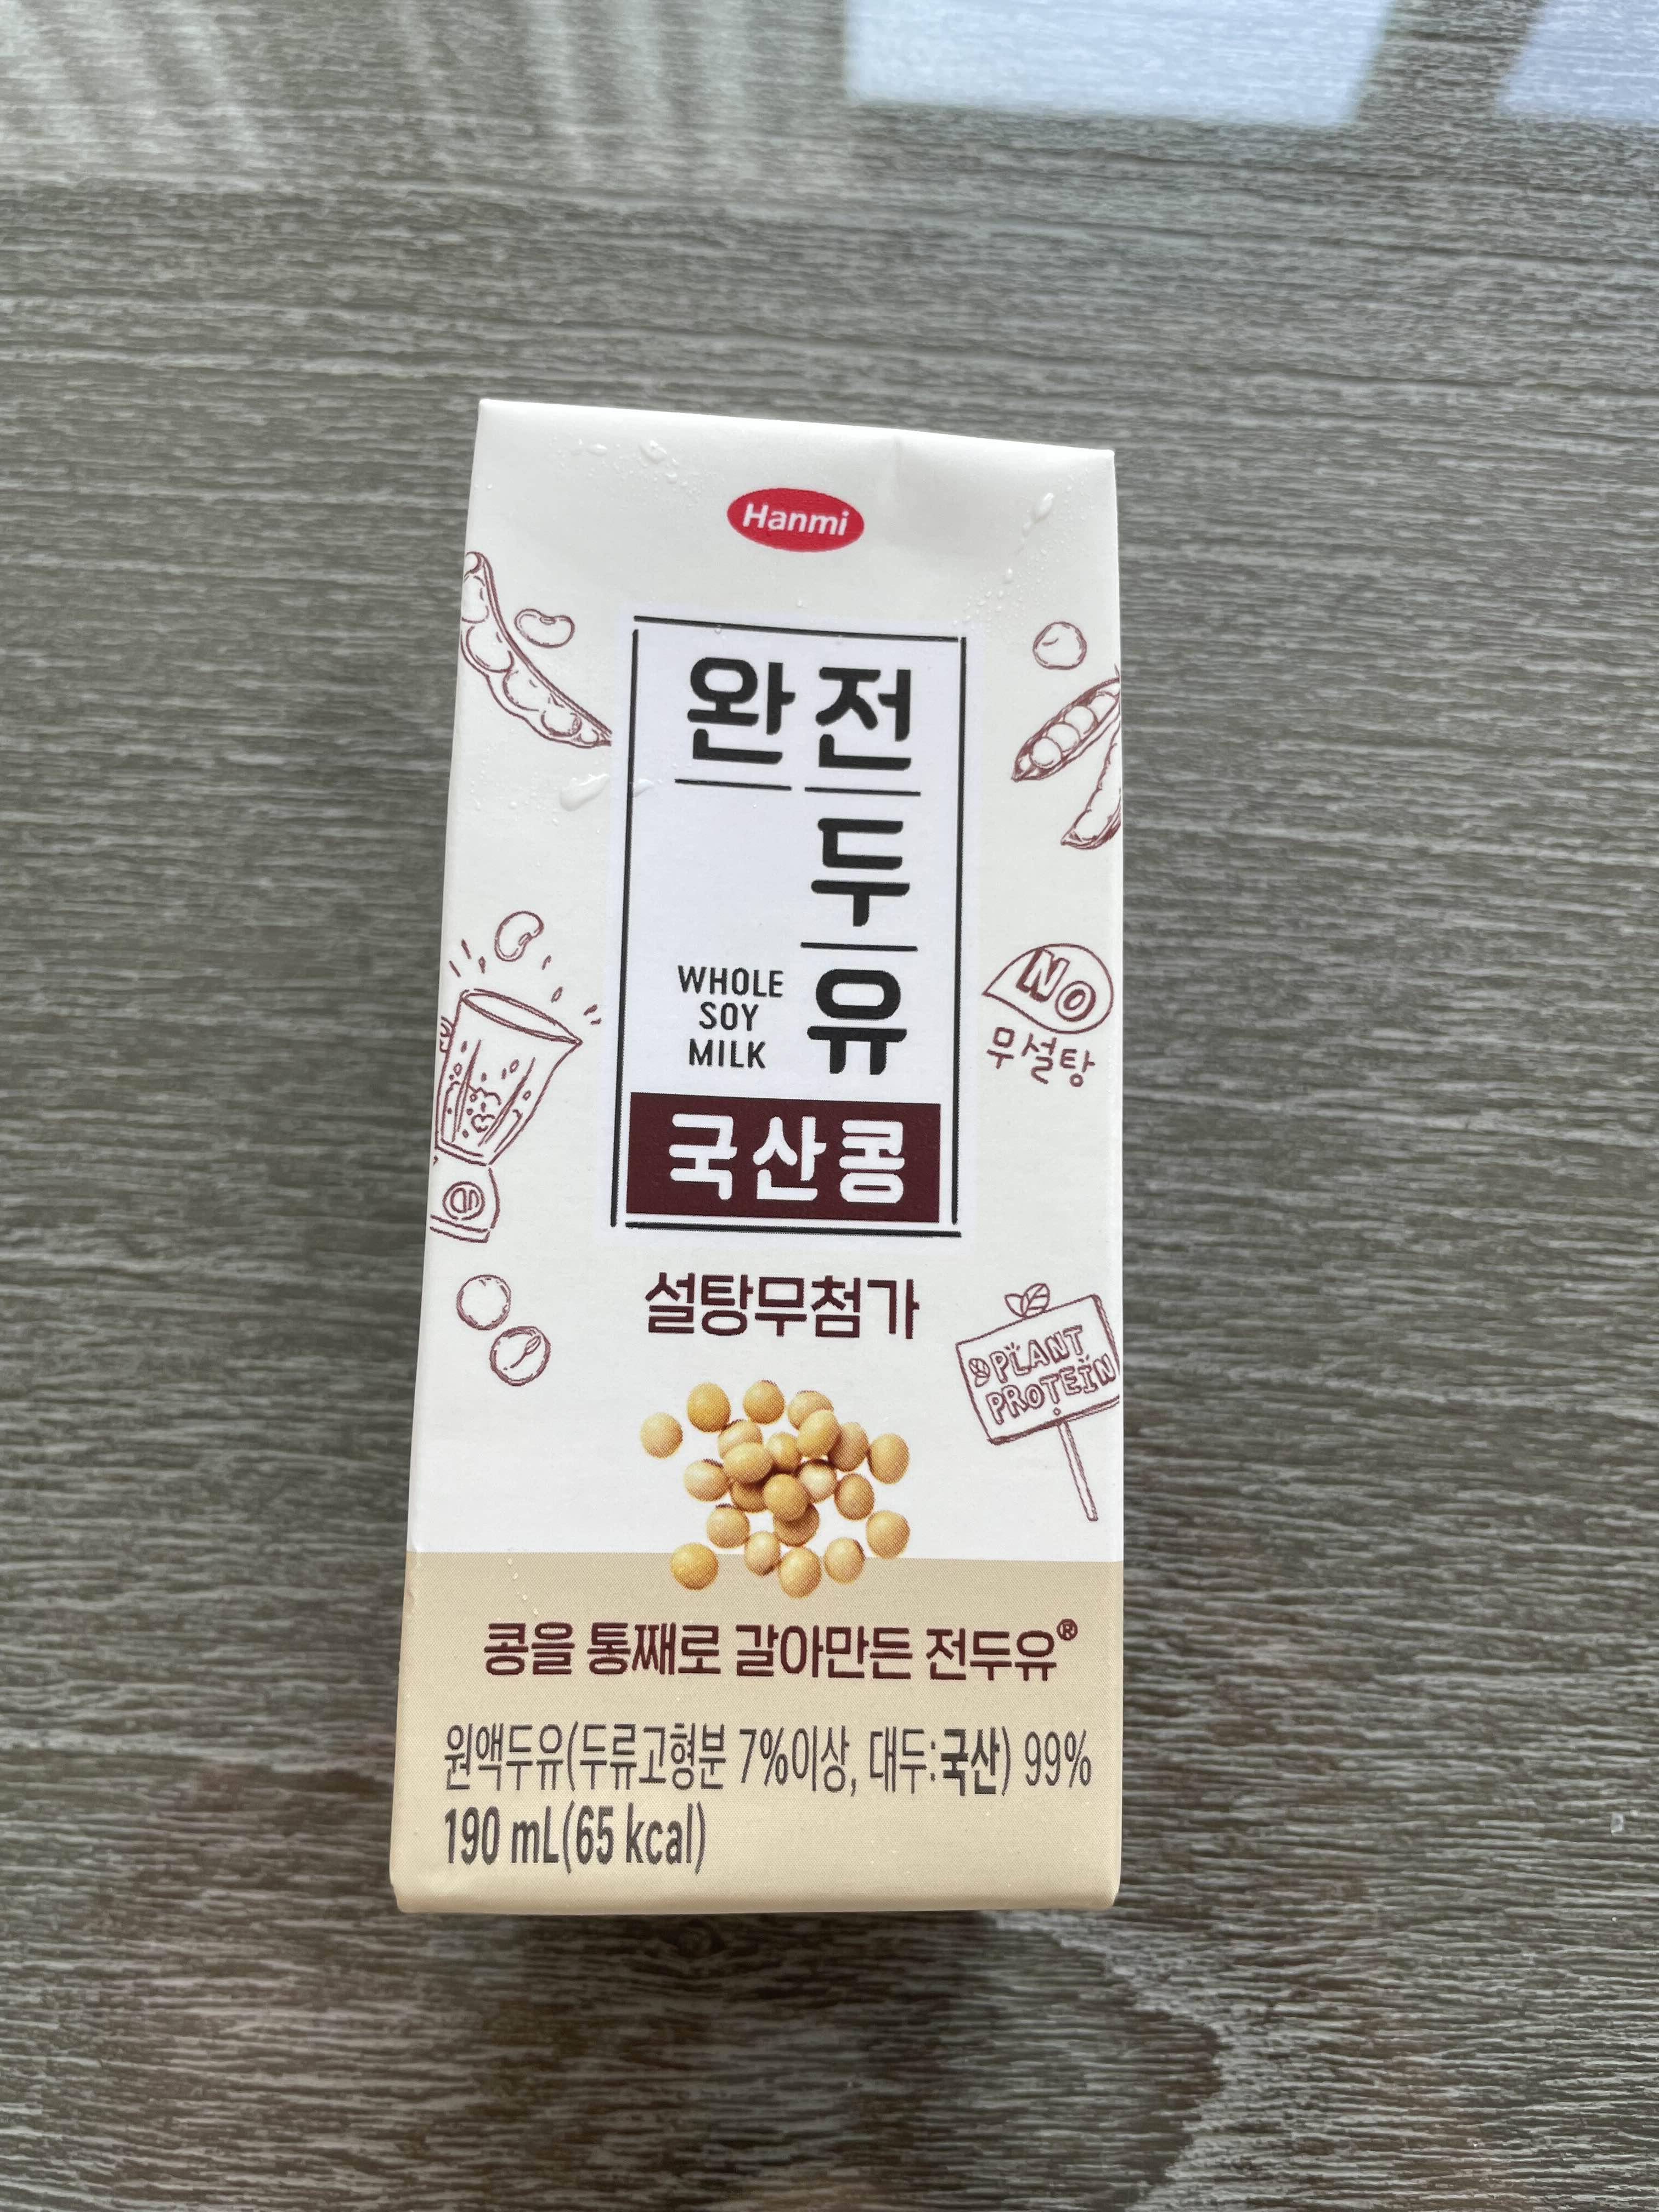 Hanmi
완전두유
WHOLE
SOY
MILK
국산콩
NO
무설탕
설탕무첨가
PLANT
PROTEIN
콩을 통째로 갈아만든 전두유®
원액두유(두류고형분 7%이상, 대두:국산) 99%
190 mL(65 kcal)